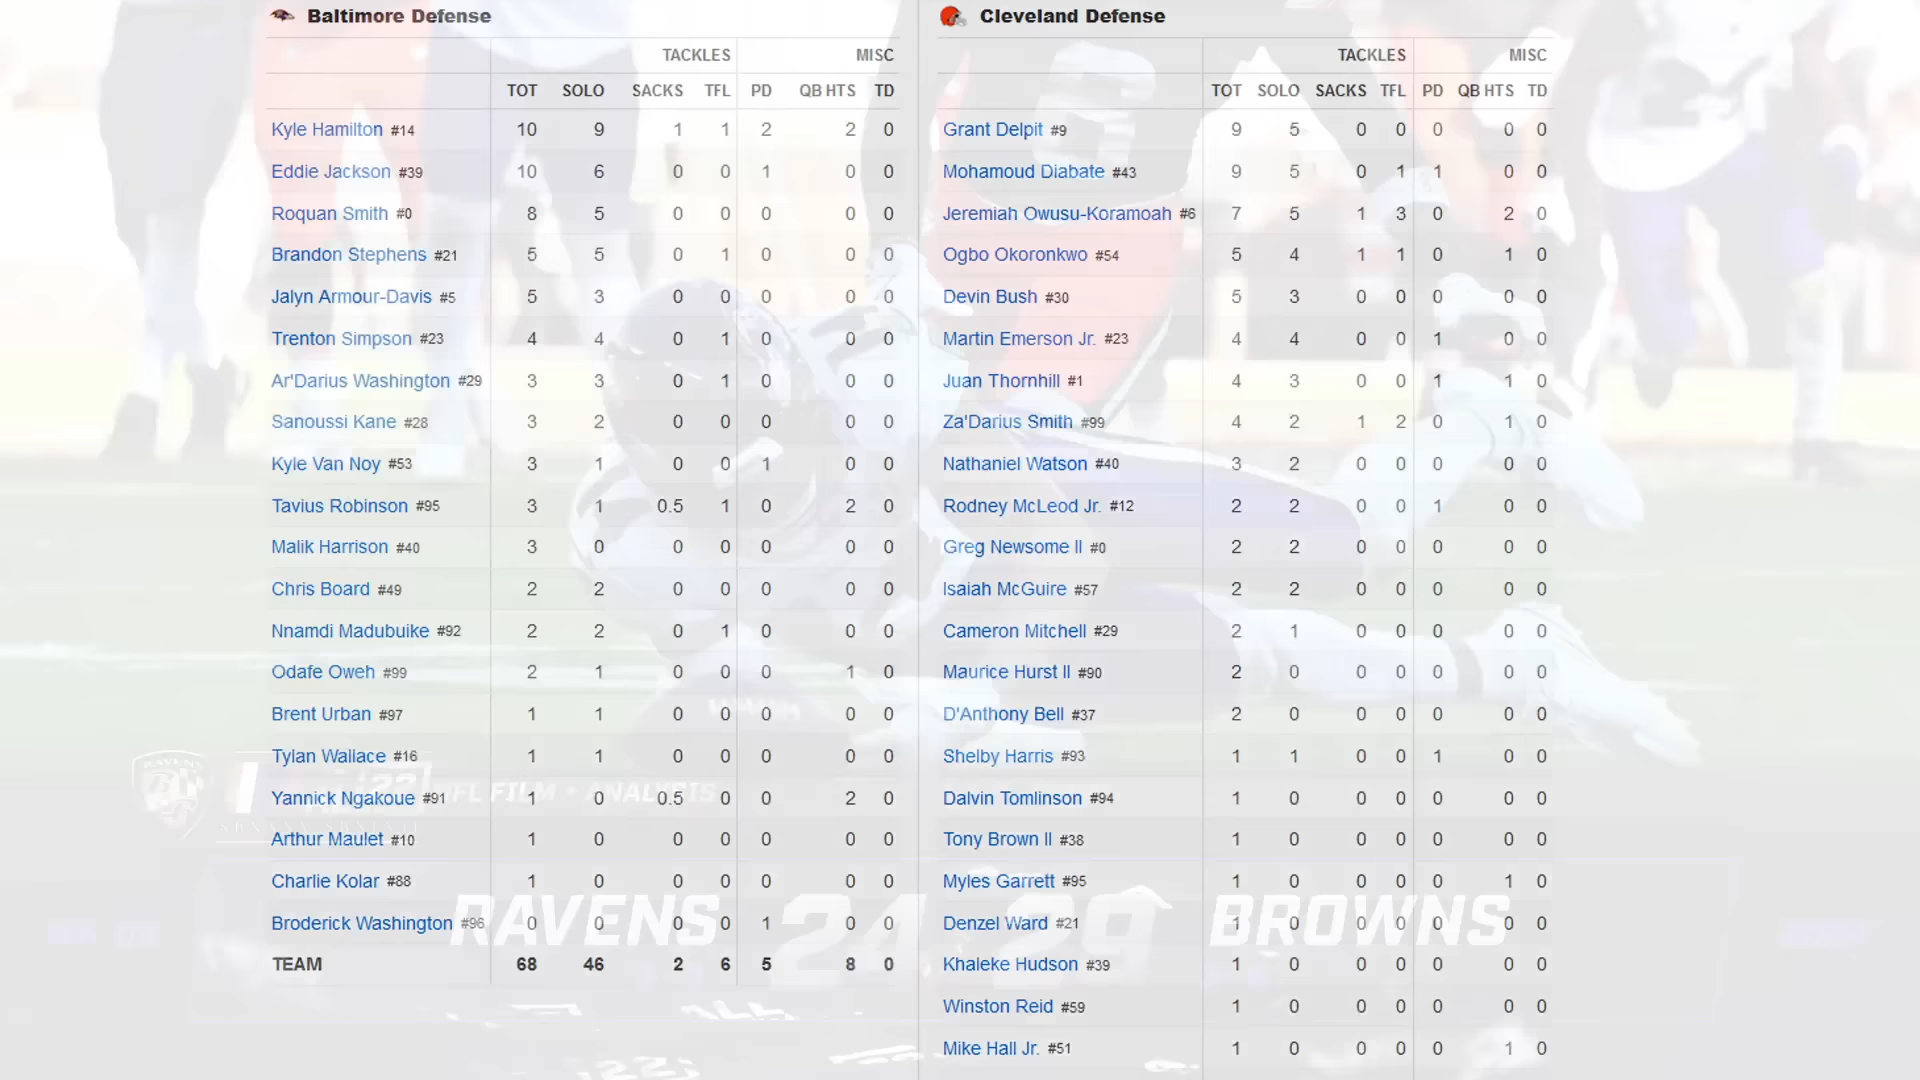 Baltimore Defense
TACKLES MISC
TOT SOLO SACKS TFL PD QB HTS TD
Kyle Hamilton #14 10 9 1 1 2 2 0
Eddie Jackson #39 10 6 0 0 1 0 0
Roquan Smith #0 8 5 0 0 0 0 0
Brandon Stephens #21 5 5 0 1 0 0 0
Jalyn Armour-Davis #5 5 3 0 0 0 0 0
Trenton Simpson #23 4 4 0 1 0 0 0
Ar'Darius Washington #29 3 3 0 1 0 0 0
Sanoussi Kane #28 3 2 0 0 0 0 0
Kyle Van Noy #53 3 1 0 0 1 0 0
Tavius Robinson #95 3 1 0.5 1 0 2 0
Malik Harrison #40 3 0 0 0 0 0 0
Chris Board #49 2 2 0 0 0 0 0
Nnamdi Madubuike #92 2 2 0 1 0 0 0
Odafe Oweh #99 2 1 0 0 0 1 0
Brent Urban #97 1 1 0 0 0 0 0
Tylan Wallace #16 1 1 0 0 0 0 0
Yannick Ngakoue #91 1 0 0.5 0 0 2 0
Arthur Maulet #10 1 0 0 0 0 0 0
Charlie Kolar #88 1 0 0 0 0 0 0
Broderick Washington #96 0 0 0 0 1 0 0
TEAM 68 46 2 6 5 8 0
Cleveland Defense
TACKLES MISC
TOT SOLO SACKS TFL PD QB HTS TD
Grant Delpit #9 9 5 0 0 0 0 0
Mohamoud Diabate #43 9 5 0 1 1 0 0
Jeremiah Owusu-Koramoah #6 7 5 1 3 0 2 0
Ogbo Okoronkwo #54 5 4 1 1 0 1 0
Devin Bush #30 5 3 0 0 0 0 0
Martin Emerson Jr. #23 4 4 0 0 1 0 0
Juan Thornhill #1 4 3 0 0 1 1 0
Za'Darius Smith #99 4 2 1 2 0 1 0
Nathaniel Watson #40 3 2 0 0 0 0 0
Rodney McLeod Jr. #12 2 2 0 0 1 0 0
Greg Newsome II #0 2 2 0 0 0 0 0
Isaiah McGuire #57 2 2 0 0 0 0 0
Cameron Mitchell #29 2 1 0 0 0 0 0
Maurice Hurst II #90 2 0 0 0 0 0 0
D'Anthony Bell #37 2 0 0 0 0 0 0
Shelby Harris #93 1 1 0 0 1 0 0
Dalvin Tomlinson #94 1 0 0 0 0 0 0
Tony Brown II #38 1 0 0 0 0 0 0
Myles Garrett #95 1 0 0 0 0 1 0
Denzel Ward #21 1 0 0 0 0 0 0
Khaleke Hudson #39 1 0 0 0 0 0 0
Winston Reid #59 1 0 0 0 0 0 0
Mike Hall Jr. #51 1 0 0 0 0 1 0
RAVENS
NFL FILM • ANALYSIS
RAVENS 24 29 BROWNS